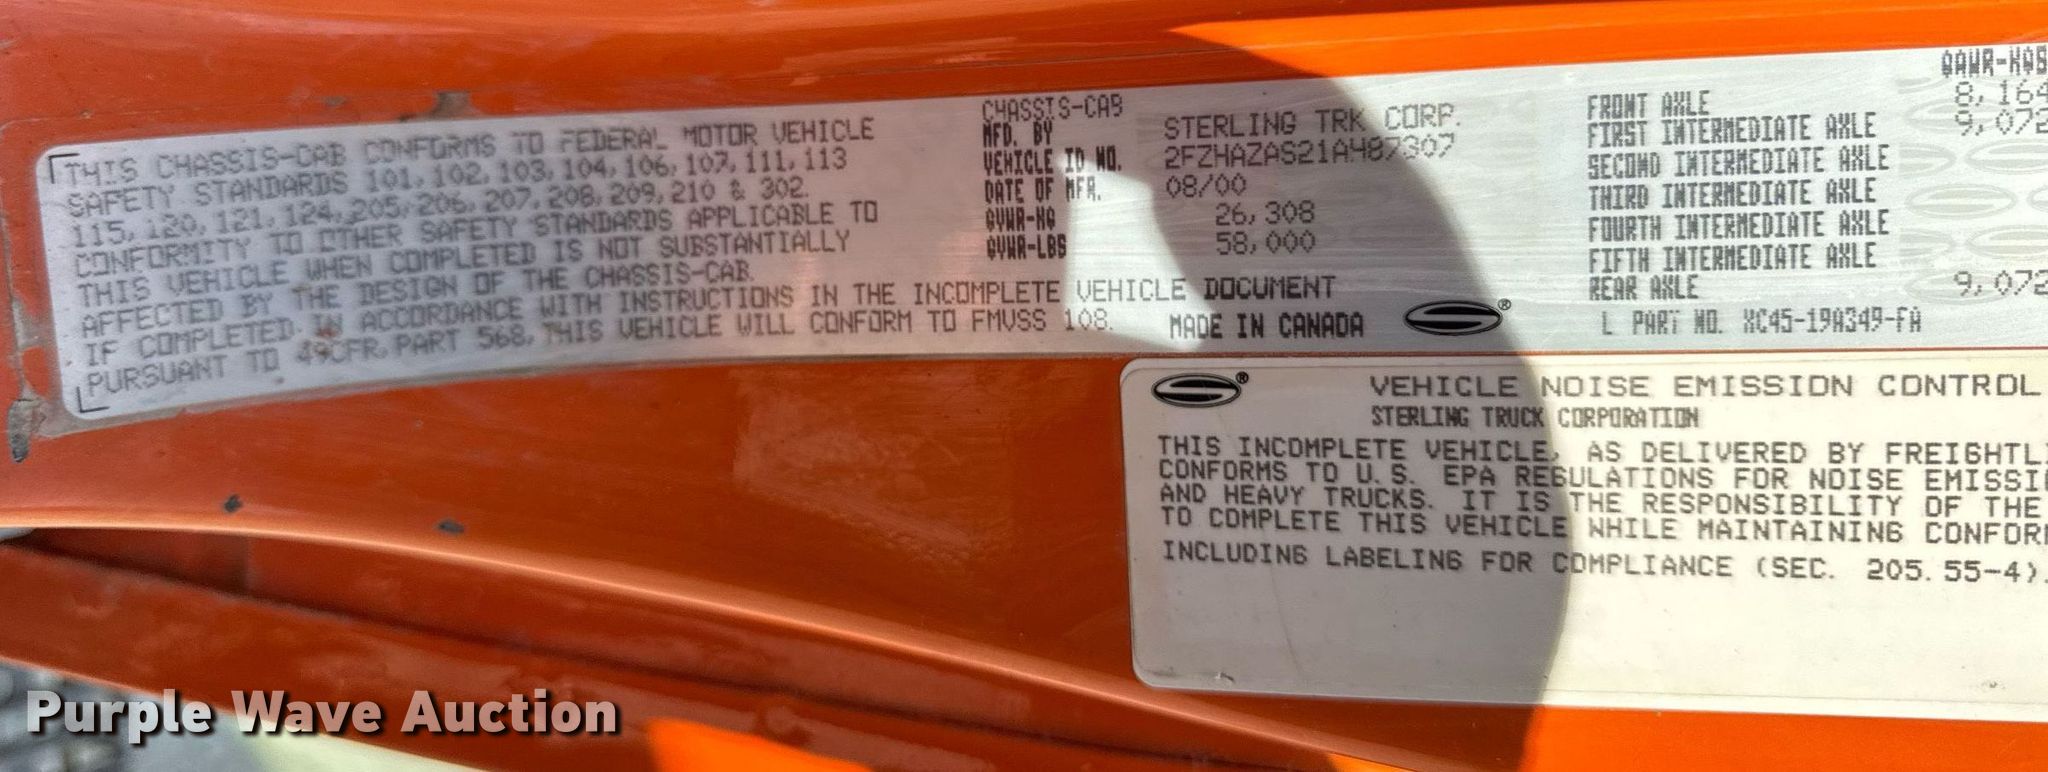 THIS CHASSIS-CAB CONFORMS TO FEDERAL MOTOR VEHICLE
SAFETY STANDARDS 101, 102, 103, 104, 106, 107, 111, 113
115, 120, 121, 124, 205, 206, 207, 208, 209, 210 & 302.
CONFORMITY TO OTHER SAFETY STANDARDS APPLICABLE TO
THIS VEHICLE WHEN COMPLETED IS NOT SUBSTANTIALLY
AFFECTED BY THE DESIGN OF THE CHASSIS-CAB.
IF COMPLETED IN ACCORDANCE WITH INSTRUCTIONS IN THE INCOMPLETE VEHICLE DOCUMENT
PURSUANT TO 49CFR, PART 568, THIS VEHICLE WILL CONFORM TO FMVSS 108.
CHASSIS-CAB
MFD. BY STERLING TRK CORP.
VEHICLE ID NO. 2FZHAZAS21AH87307
DATE OF MFR. 08/00
GVWR-KG 26,308
GVWR-LBS 58,000
MADE IN CANADA
GAWR-KGS
FRONT AXLE 8,164
FIRST INTERMEDIATE AXLE 9,072
SECOND INTERMEDIATE AXLE
THIRD INTERMEDIATE AXLE
FOURTH INTERMEDIATE AXLE
FIFTH INTERMEDIATE AXLE
REAR AXLE 9,072
L PART NO. XC45-19A349-FA
VEHICLE NOISE EMISSION CONTROL
STERLING TRUCK CORPORATION
THIS INCOMPLETE VEHICLE, AS DELIVERED BY FREIGHTLI
CONFORMS TO U.S. EPA REGULATIONS FOR NOISE EMISSI
AND HEAVY TRUCKS. IT IS THE RESPONSIBILITY OF THE
TO COMPLETE THIS VEHICLE WHILE MAINTAINING CONFOR
INCLUDING LABELING FOR COMPLIANCE (SEC. 205.55-4).
Purple Wave Auction